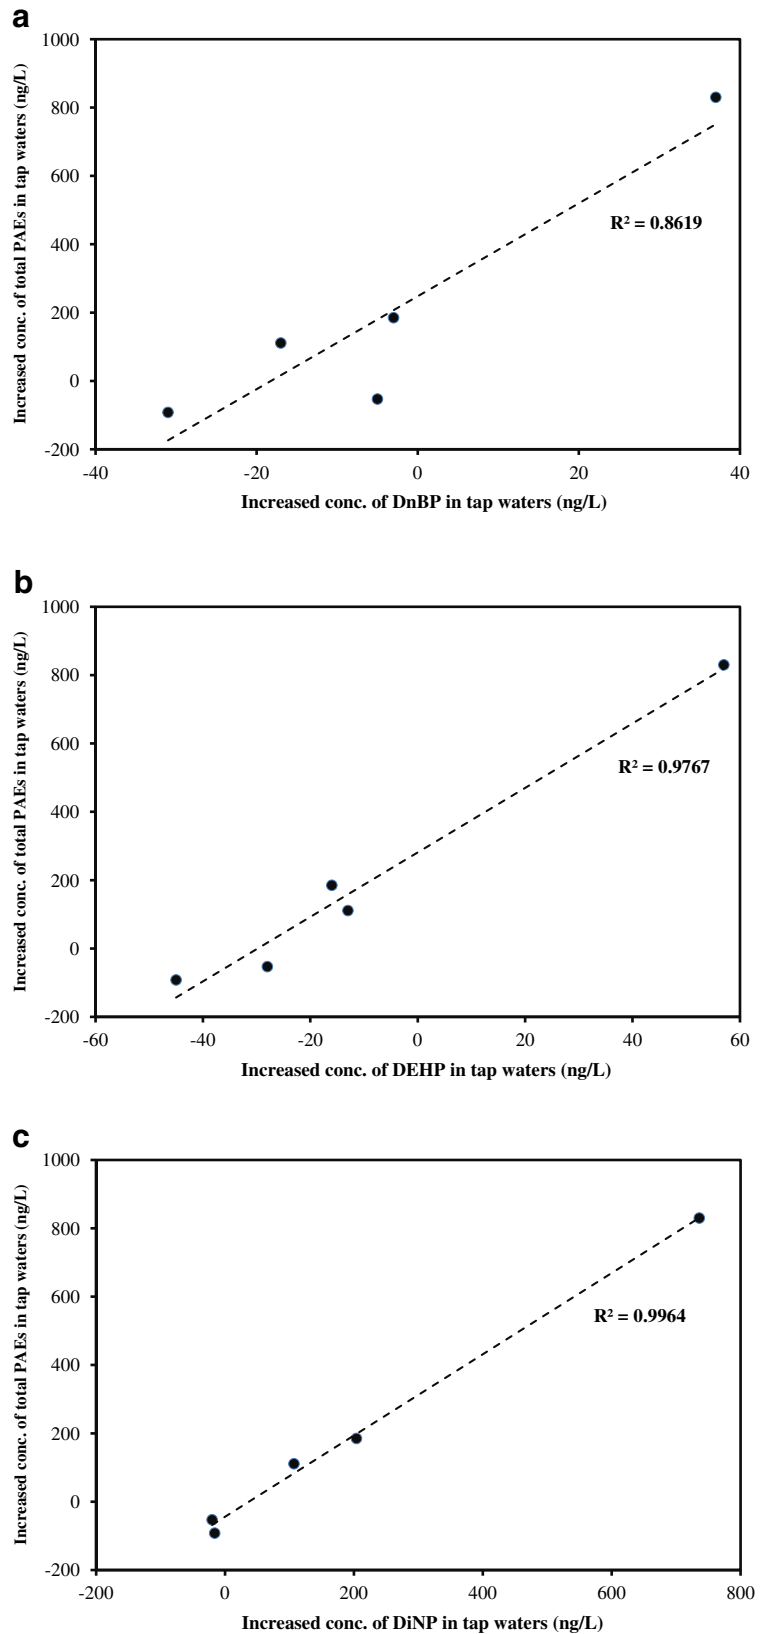 a
Increased conc. of total PAEs in tap waters (ng/L)
1000
800
600
400
200
0
-200
R² = 0.8619
-40 -20 0 20 40
Increased conc. of DnBP in tap waters (ng/L)
b
Increased conc. of total PAEs in tap waters (ng/L)
1000
800
600
400
200
0
-200
R² = 0.9767
-60 -40 -20 0 20 40 60
Increased conc. of DEHP in tap waters (ng/L)
c
Increased conc. of total PAEs in tap waters (ng/L)
1000
800
600
400
200
0
-200
R² = 0.9964
-200 0 200 400 600 800
Increased conc. of DiNP in tap waters (ng/L)